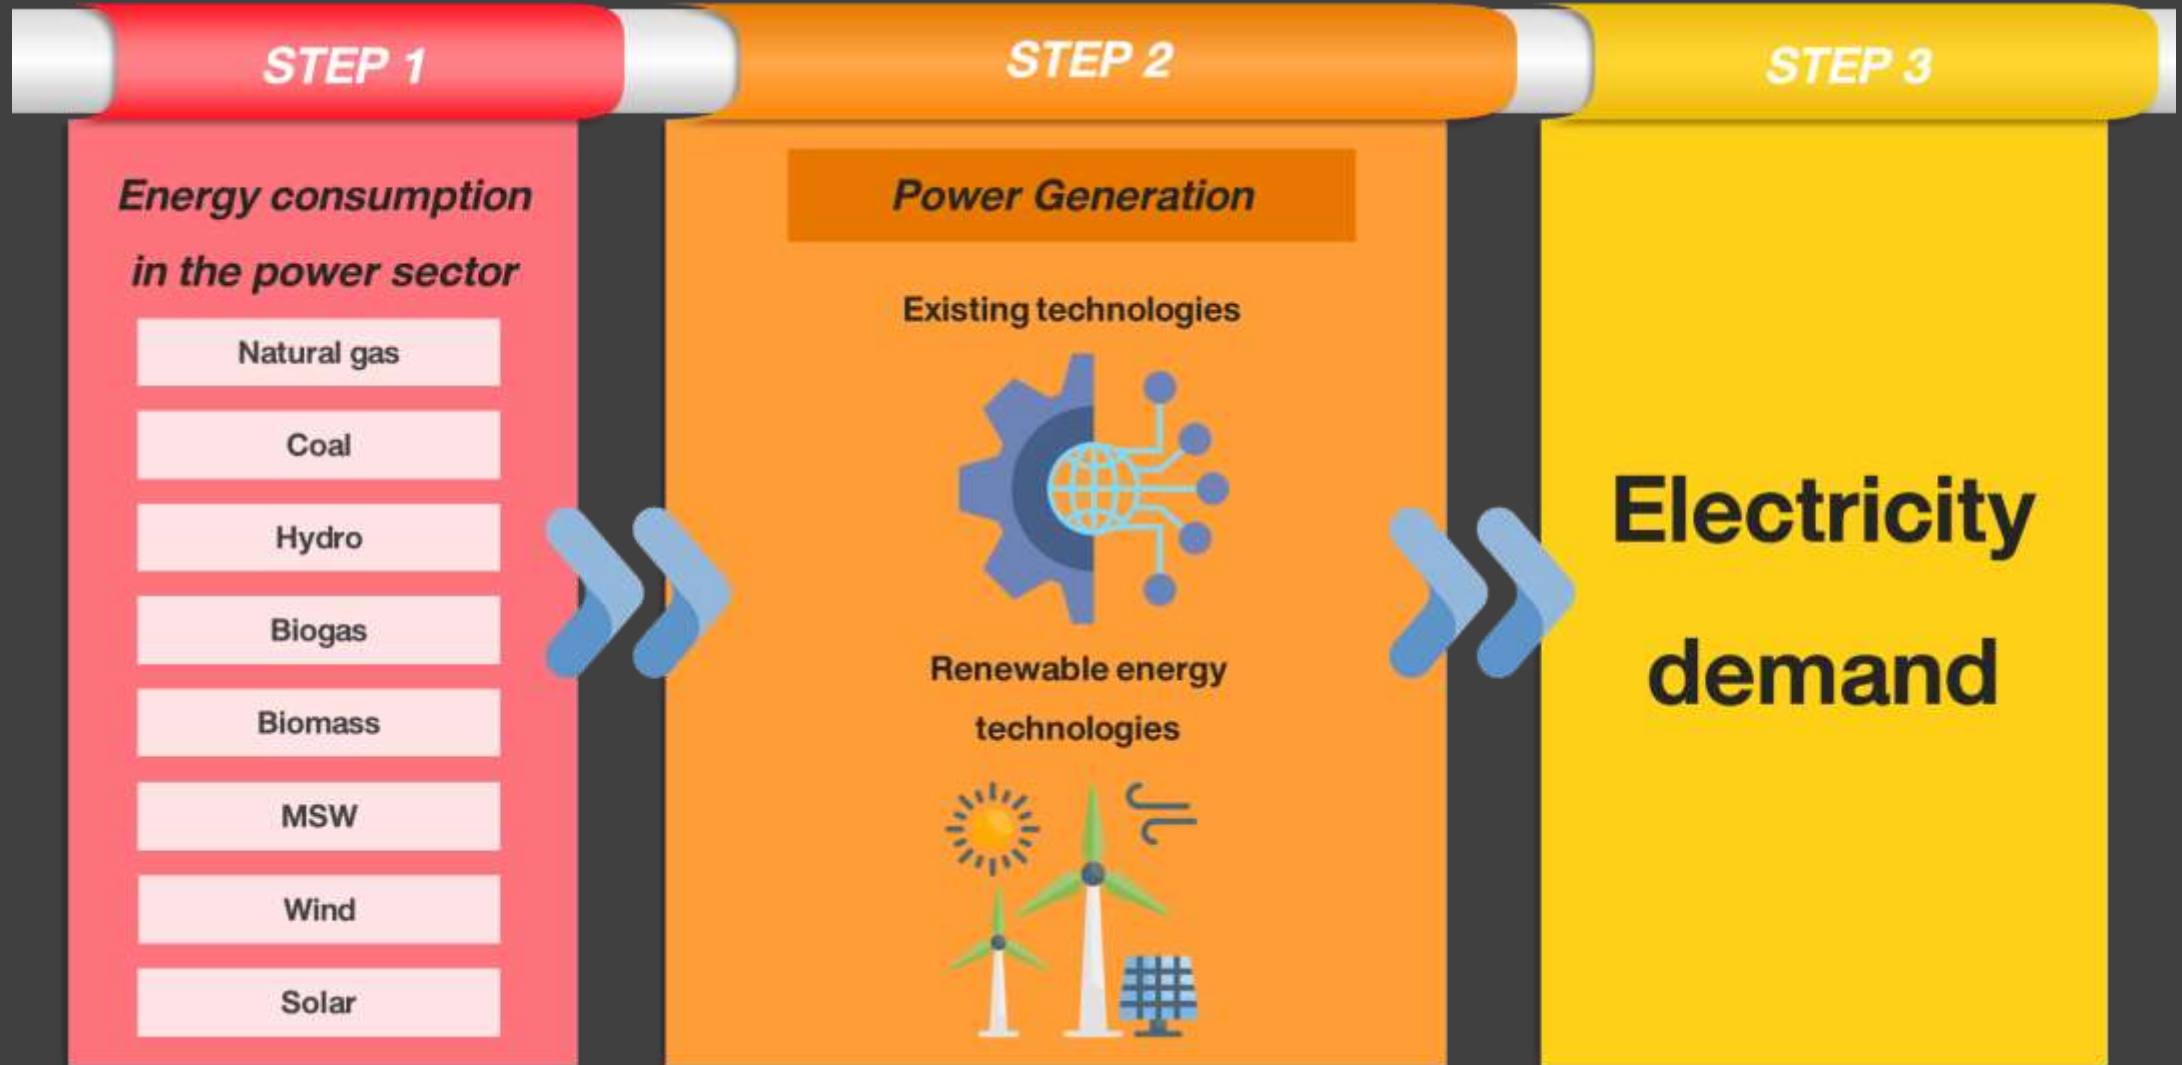 STEP 1
Energy consumption
in the power sector
Natural gas
Coal
Hydro
Biogas
Biomass
MSW
Wind
Solar
STEP 2
Power Generation
Existing technologies
Renewable energy
technologies
STEP 3
Electricity
demand